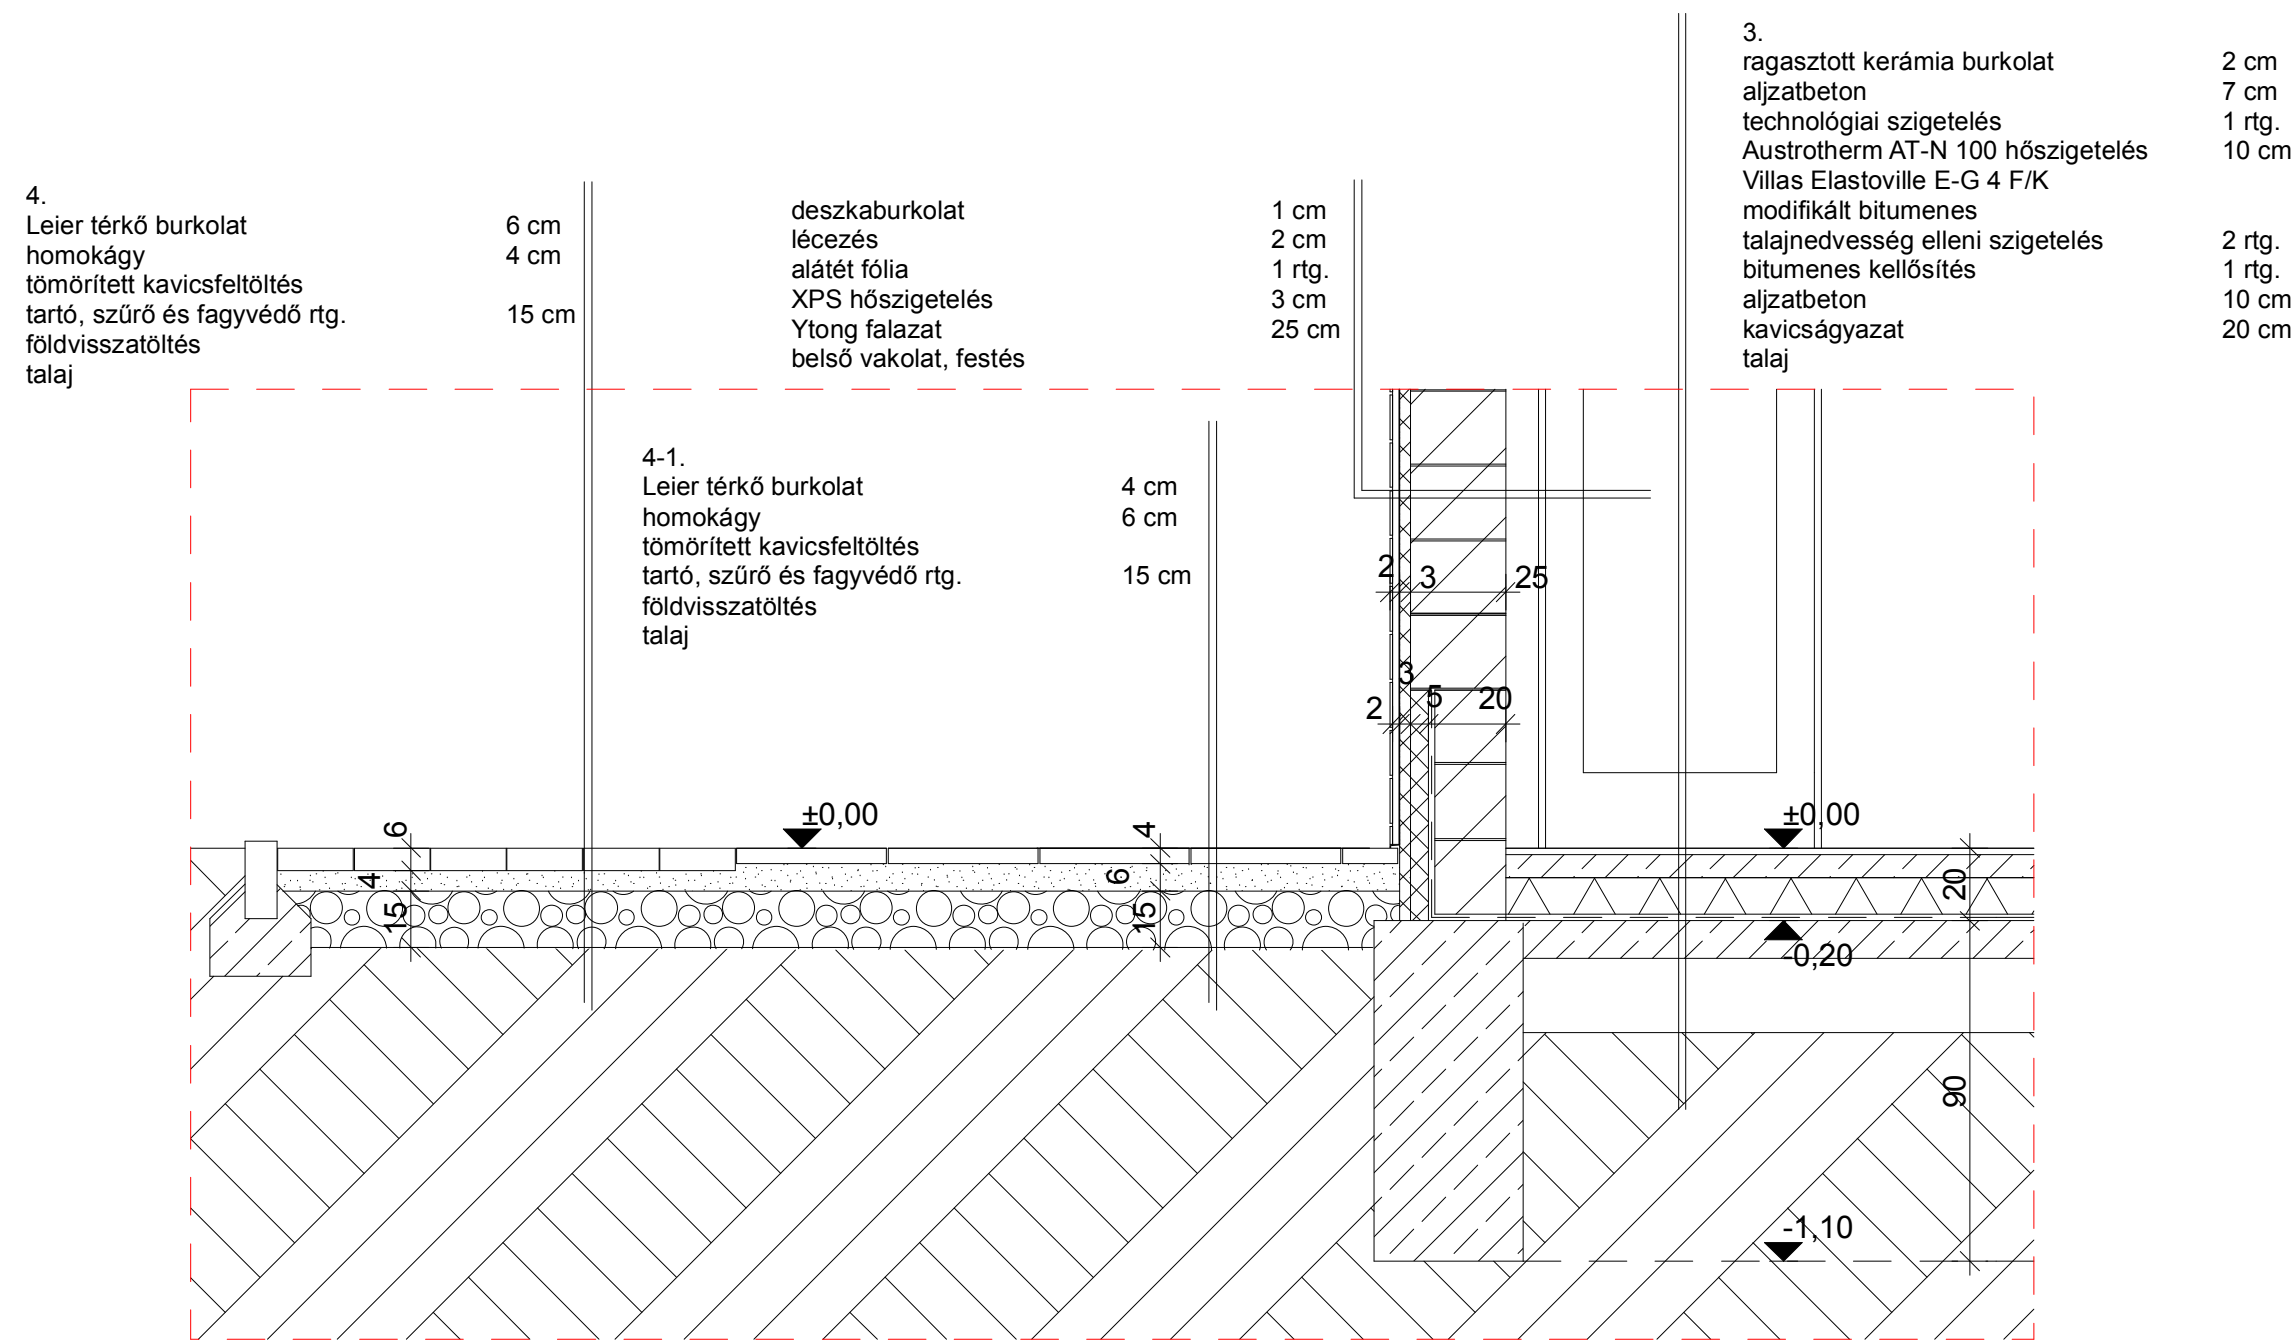 3.
ragasztott kerámia burkolat 2 cm
aljzatbeton 7 cm
technológiai szigetelés 1 rtg.
Austrotherm AT-N 100 hőszigetelés 10 cm
Villas Elastoville E-G 4 F/K
modifikált bitumenes
talajnedvesség elleni szigetelés 2 rtg.
bitumenes kellősítés 1 rtg.
aljzatbeton 10 cm
kavicságyazat 20 cm
talaj
4.
Leier térkő burkolat 6 cm
homokágy 4 cm
tömörített kavicsfeltöltés
tartó, szűrő és fagyvédő rtg. 15 cm
földvisszatöltés
talaj
deszkaburkolat 1 cm
lécezés 2 cm
alátét fólia 1 rtg.
XPS hőszigetelés 3 cm
Ytong falazat 25 cm
belső vakolat, festés
4-1.
Leier térkő burkolat 4 cm
homokágy 6 cm
tömörített kavicsfeltöltés
tartó, szűrő és fagyvédő rtg. 15 cm
földvisszatöltés
talaj
2 3 25
3
2 5 20
6
4
15
±0,00
4
6
15
±0,00
20
-0,20
90
-1,10